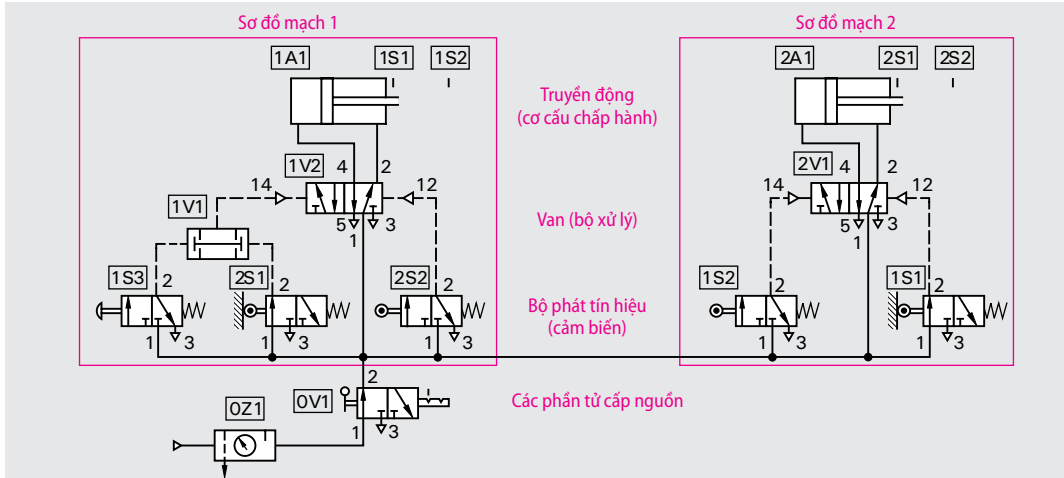 Sơ đồ mạch 1
Sơ đồ mạch 2
1A1
1S1
1S2
2A1
2S1
2S2
Truyền động
(cơ cấu chấp hành)
1V2
4
2
2V1
4
2
14
12
14
12
1V1
5
3
1
5
3
1
Van (bộ xử lý)
1S3
2
2S1
2
2S2
2
1S2
2
1S1
2
Bộ phát tín hiệu
(cảm biến)
1
3
1
3
1
3
1
3
1
3
2
0V1
Các phần tử cấp nguồn
0Z1
1
3